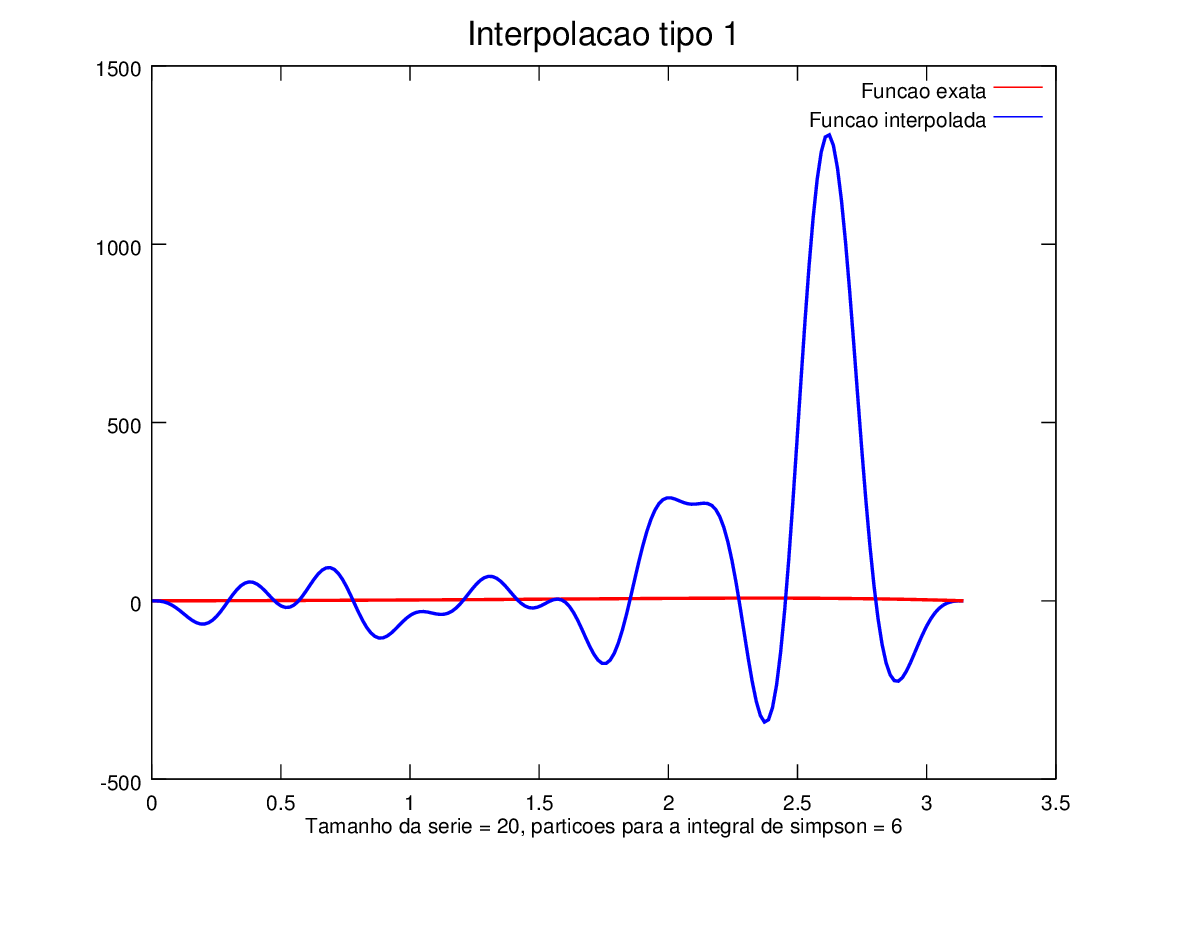 Interpolacao tipo 1
1500
Funcao exata
Funcao interpolada
1000
500
0
-500
0 0.5 1 1.5 2 2.5 3 3.5
Tamanho da serie = 20, particoes para a integral de simpson = 6